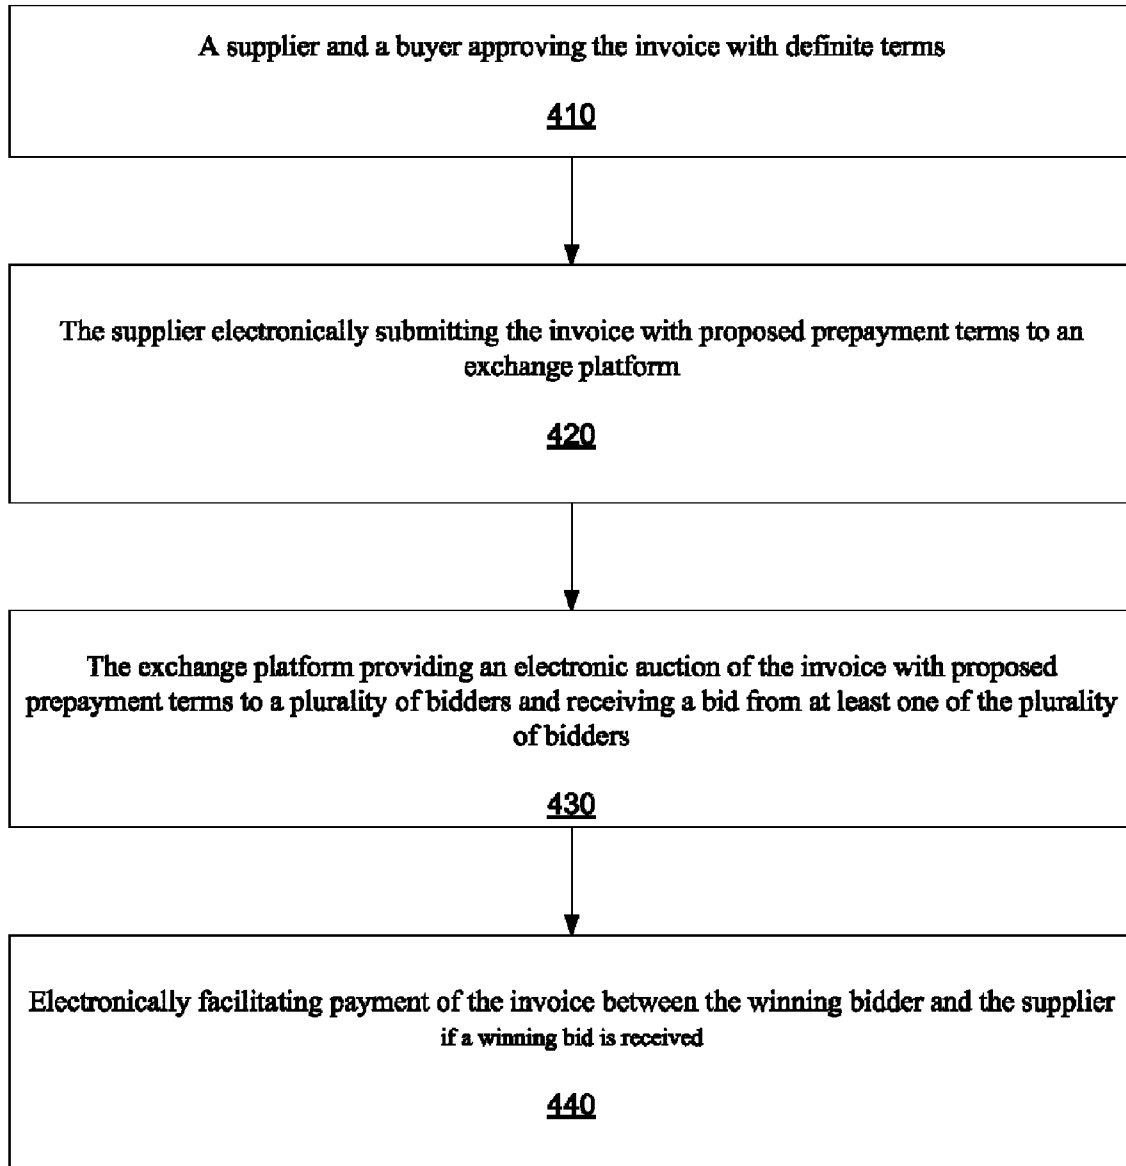 A supplier and a buyer approving the invoice with definite terms
410
The supplier electronically submitting the invoice with proposed prepayment terms to an
exchange platform
420
The exchange platform providing an electronic auction of the invoice with proposed
prepayment terms to a plurality of bidders and receiving a bid from at least one of the plurality
of bidders
430
Electronically facilitating payment of the invoice between the winning bidder and the supplier
if a winning bid is received
440